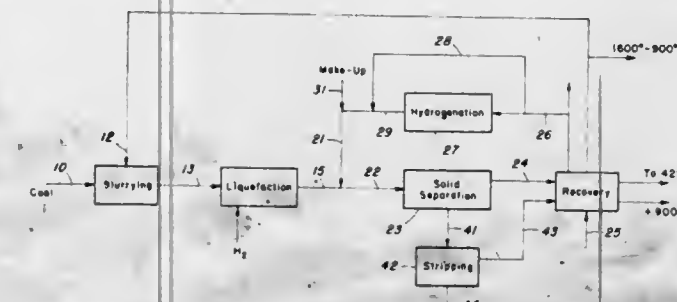 28
(600°-900°
Make-Up
31
Hydrogenation
12
21
29
27
26
10
13
15
22
24
Coal
Slurrying
Liquefaction
Solid
Separation
Recovery
To 42
+900
23
41
43
25
H2
42
Stripping